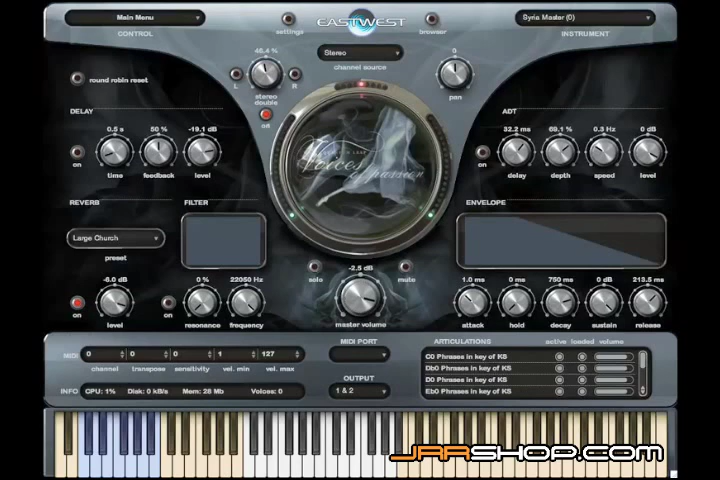 Main Menu
CONTROL
settings
EASTWEST
browser
Syria Master (0)
INSTRUMENT
round robin reset
46.4 %
L
R
stereo
double
on
Stereo
channel source
0
pan
DELAY
0.5 s
50 %
-19.1 dB
on
time
feedback
level
ADT
32.2 ms
69.1 %
0.3 Hz
0 dB
on
delay
depth
speed
level
Voices
of passion
REVERB
Large Church
preset
-6.0 dB
on
level
FILTER
0 %
22050 Hz
on
resonance
frequency
solo
-2.5 dB
mute
master volume
ENVELOPE
1.0 ms
0 ms
750 ms
0 dB
213.5 ms
attack
hold
decay
sustain
release
MIDI
0
0
0
1
127
channel
transpose
sensitivity
vel. min
vel. max
INFO
CPU: 1%
Disk: 0 kB/s
Mem: 28 Mb
Voices: 0
MIDI PORT
OUTPUT
1 & 2
ARTICULATIONS
active
loaded
volume
C0 Phrases in key of KS
Db0 Phrases in key of KS
D0 Phrases in key of KS
Eb0 Phrases in key of KS
JRRSHOP.COM